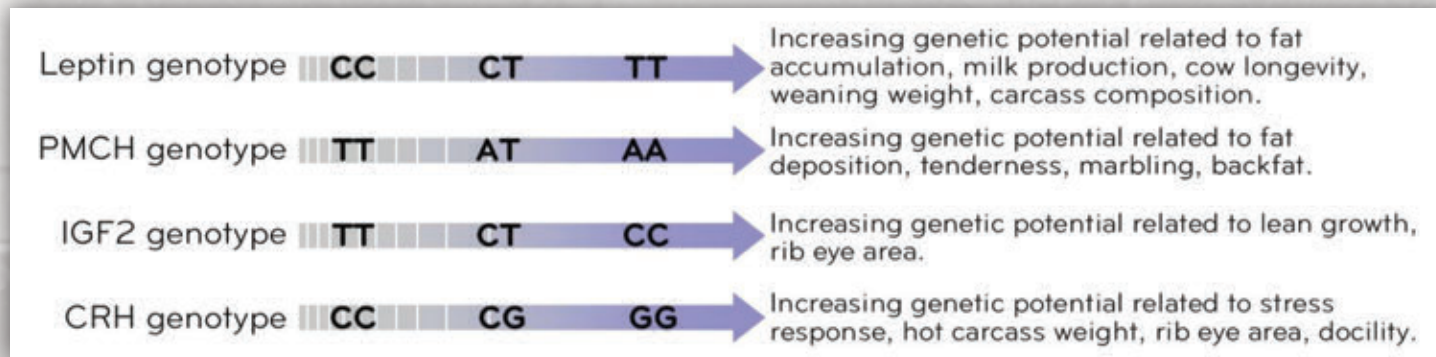 Leptin genotype CC CT TT
Increasing genetic potential related to fat
accumulation, milk production, cow longevity,
weaning weight, carcass composition.
PMCH genotype TT AT AA
Increasing genetic potential related to fat
deposition, tenderness, marbling, backfat.
IGF2 genotype TT CT CC
Increasing genetic potential related to lean growth,
rib eye area.
CRH genotype CC CG GG
Increasing genetic potential related to stress
response, hot carcass weight, rib eye area, docility.